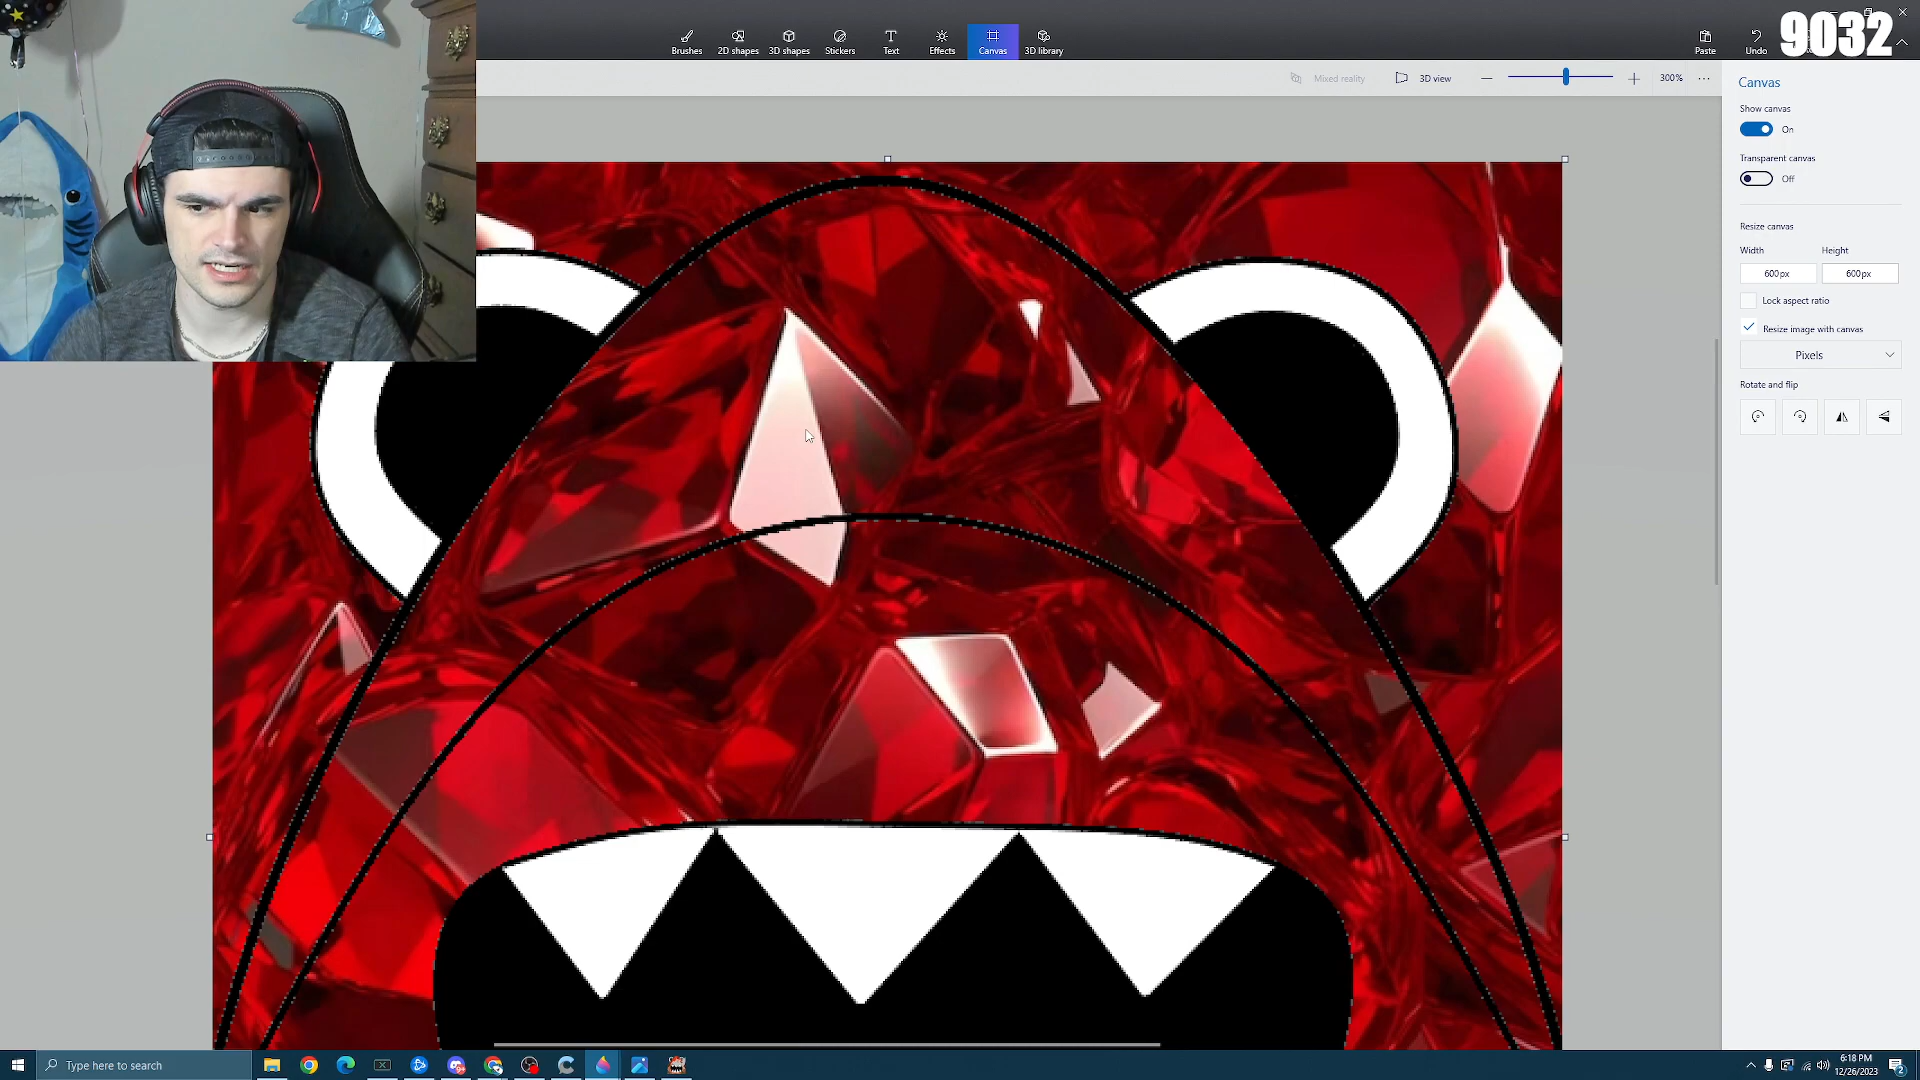 Brushes 2D shapes 3D shapes Stickers Text Effects Canvas 3D library Paste Undo
9032
Mixed reality 3D view 300%
Canvas
Show canvas
On
Transparent canvas
Off
Resize canvas
Width Height
600px 600px
Lock aspect ratio
Resize image with canvas
Pixels
Rotate and flip
Type here to search
6:18 PM
12/26/2023
2